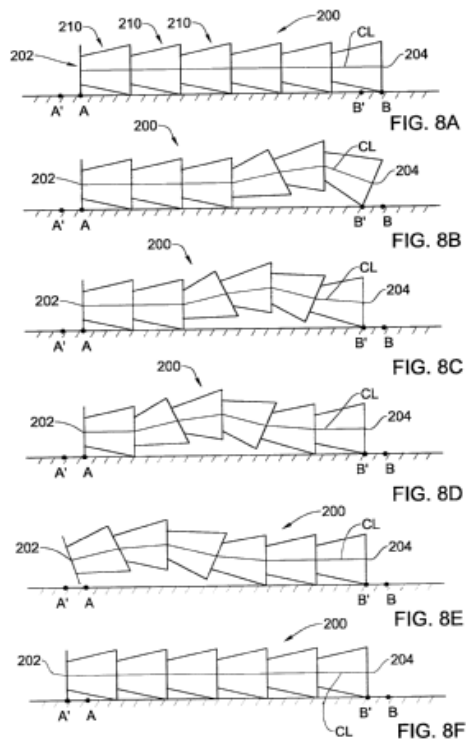 210 210 210 200 CL
202 204
A' A B' B
FIG. 8A
200
CL
202 204
A' A B' B
FIG. 8B
200
CL
202 204
A' A B' B
FIG. 8C
200
CL
202 204
A' A B' B
FIG. 8D
200
202 CL 204
A' A B' B
FIG. 8E
200
202 204
A' A CL B' B
FIG. 8F